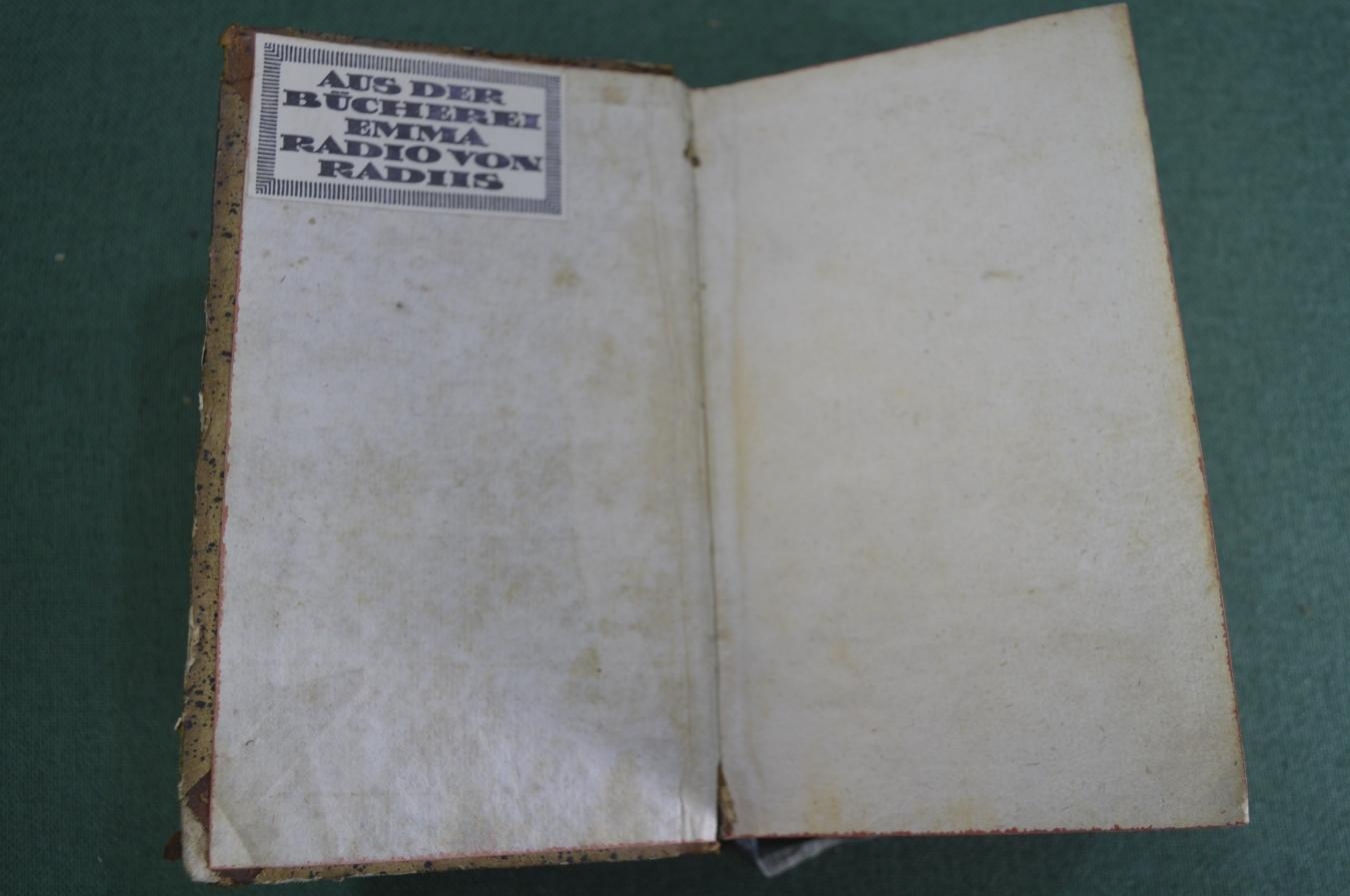 AUS DER
BÜCHEREI
EMMA
RADIO VON
RADIIS